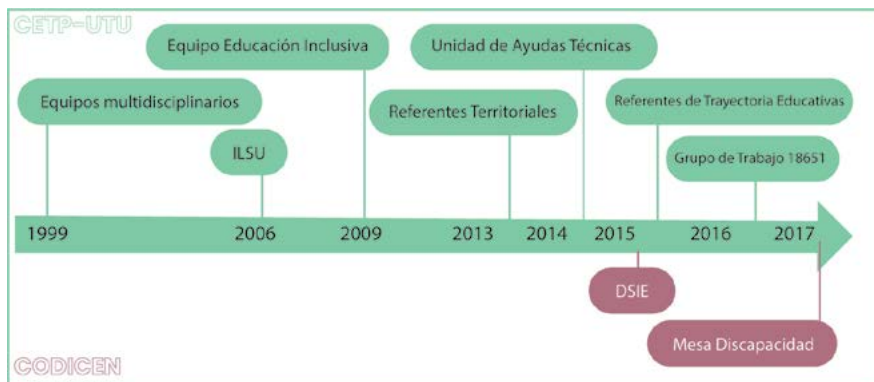 CETP-UTU
Equipo Educación Inclusiva
Unidad de Ayudas Técnicas
Equipos multidisciplinarios
Referentes Territoriales
Referentes de Trayectoria Educativas
ILSU
Grupo de Trabajo 18651
1999 2006 2009 2013 2014 2015 2016 2017
DSIE
Mesa Discapacidad
CODICEN